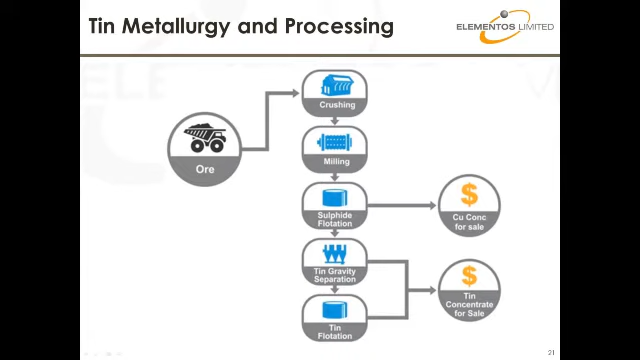 Tin Metallurgy and Processing
ELEMENTOS LIMITED
Crushing
Ore
Milling
Sulphide
Flotation
$
Cu Conc
for sale
Tin Gravity
Separation
$
Tin
Concentrate
for Sale
Tin
Flotation
21